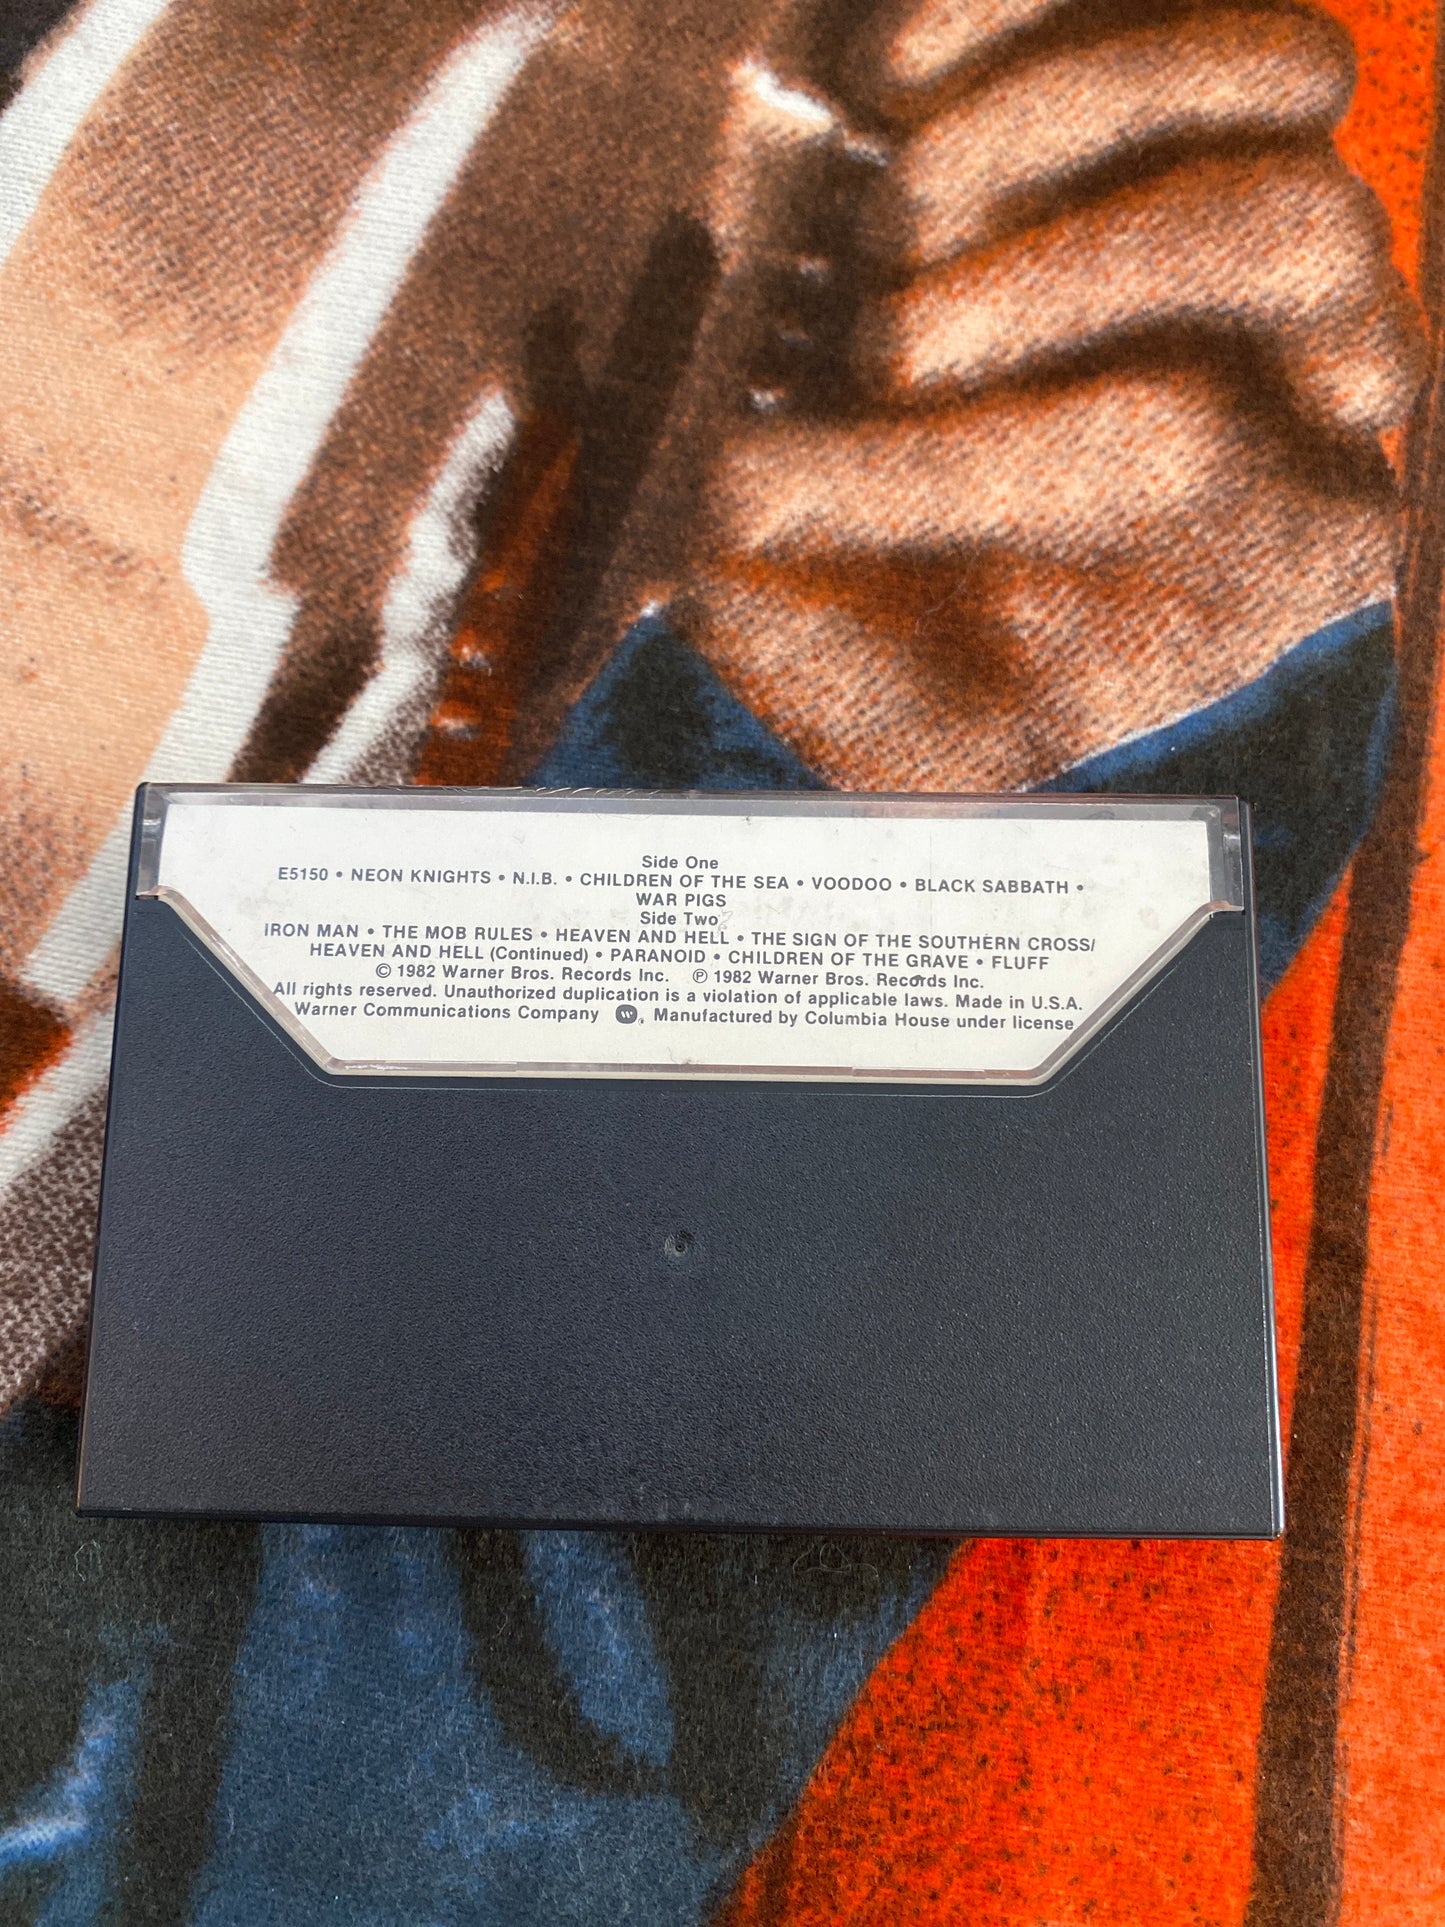 Side One
E5150 • NEON KNIGHTS • N.I.B. • CHILDREN OF THE SEA • VOODOO • BLACK SABBATH •
WAR PIGS
Side Two
IRON MAN • THE MOB RULES • HEAVEN AND HELL • THE SIGN OF THE SOUTHERN CROSS/
HEAVEN AND HELL (Continued) • PARANOID • CHILDREN OF THE GRAVE • FLUFF
© 1982 Warner Bros. Records Inc. ℗ 1982 Warner Bros. Records Inc.
All rights reserved. Unauthorized duplication is a violation of applicable laws. Made in U.S.A.
Warner Communications Company W. Manufactured by Columbia House under license